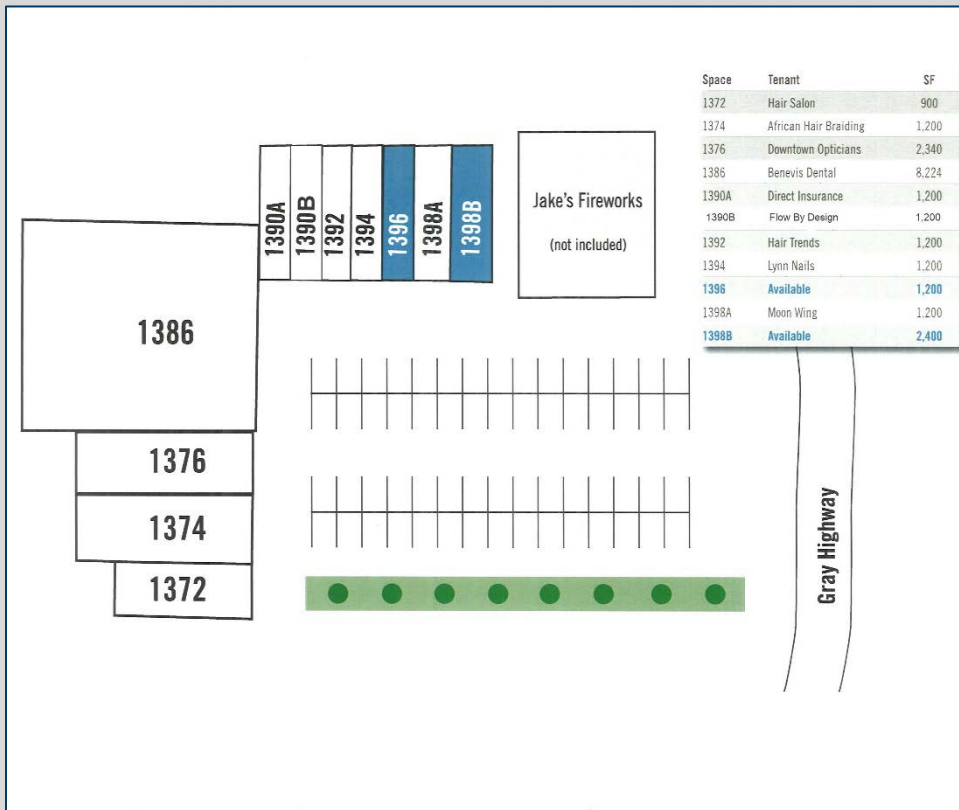 Space Tenant SF
1372 Hair Salon 900
1374 African Hair Braiding 1,200
1376 Downtown Opticians 2,340
1386 Benevis Dental 8,224
1390A Direct Insurance 1,200
1390B Flow By Design 1,200
1392 Hair Trends 1,200
1394 Lynn Nails 1,200
1396 Available 1,200
1398A Moon Wing 1,200
1398B Available 2,400
1390A
1390B
1392
1394
1396
1398A
1398B
Jake's Fireworks
(not included)
1386
1376
1374
1372
Gray Highway